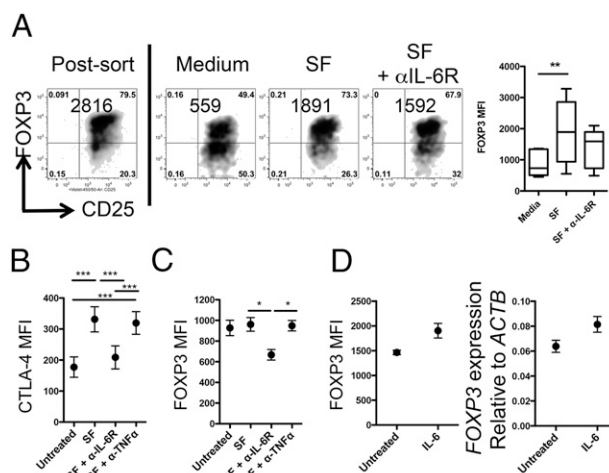 A
Post-sort
Medium
SF
SF
+ αIL-6R
FOXP3
CD25
0.091
79.5
2816
0.15
20.3
0.16
49.4
559
0.16
50.3
0.21
73.3
1891
0.21
26.3
0
67.9
1592
0.11
32
**
FOXP3 MFI
4000
3000
2000
1000
0
Media
SF
SF + α-IL-6R
B
CTLA-4 MFI
*** ***
***
***
400
300
200
100
0
Untreated
SF
SF + α-IL-6R
SF + α-TNFα
C
FOXP3 MFI
* *
1000
800
600
400
200
0
Untreated
SF
SF + α-IL-6R
SF + α-TNFα
D
FOXP3 MFI
2500
2000
1500
1000
500
0
Untreated
IL-6
FOXP3 expression
Relative to ACTB
0.10
0.08
0.06
0.04
0.02
0.00
Untreated
IL-6